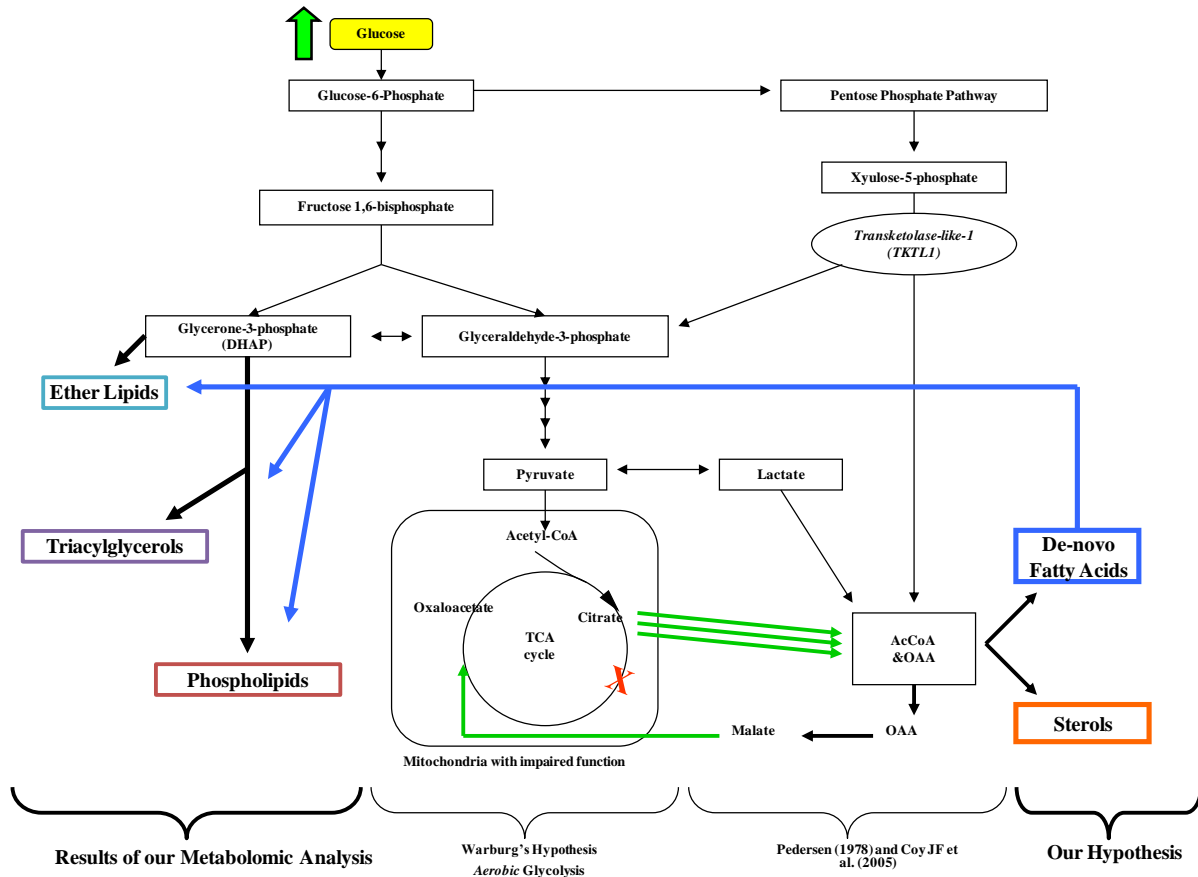 Glucose
Glucose-6-Phosphate
Pentose Phosphate Pathway
Xyulose-5-phosphate
Fructose 1,6-bisphosphate
Transketolase-like-1
(TKTL1)
Glycerone-3-phosphate
(DHAP)
Glyceraldehyde-3-phosphate
Ether Lipids
Pyruvate
Lactate
Acetyl-CoA
Triacylglycerols
De-novo
Fatty Acids
Oxaloacetate
Citrate
TCA
cycle
AcCoA
&OAA
Phospholipids
Sterols
Malate
OAA
Mitochondria with impaired function
Results of our Metabolomic Analysis
Warburg's Hypothesis
Aerobic Glycolysis
Pedersen (1978) and Coy JF et
al. (2005)
Our Hypothesis